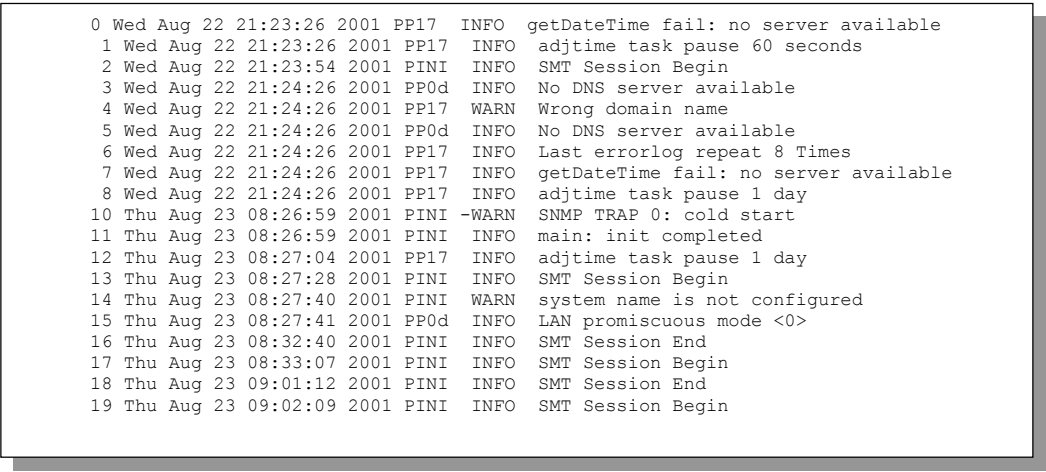 0 Wed Aug 22 21:23:26 2001 PP17  INFO  getDateTime fail: no server available
1 Wed Aug 22 21:23:26 2001 PP17  INFO  adjtime task pause 60 seconds
2 Wed Aug 22 21:23:54 2001 PINI  INFO  SMT Session Begin
3 Wed Aug 22 21:24:26 2001 PP0d  INFO  No DNS server available
4 Wed Aug 22 21:24:26 2001 PP17  WARN  Wrong domain name
5 Wed Aug 22 21:24:26 2001 PP0d  INFO  No DNS server available
6 Wed Aug 22 21:24:26 2001 PP17  INFO  Last errorlog repeat 8 Times
7 Wed Aug 22 21:24:26 2001 PP17  INFO  getDateTime fail: no server available
8 Wed Aug 22 21:24:26 2001 PP17  INFO  adjtime task pause 1 day
10 Thu Aug 23 08:26:59 2001 PINI -WARN  SNMP TRAP 0: cold start
11 Thu Aug 23 08:26:59 2001 PINI  INFO  main: init completed
12 Thu Aug 23 08:27:04 2001 PP17  INFO  adjtime task pause 1 day
13 Thu Aug 23 08:27:28 2001 PINI  INFO  SMT Session Begin
14 Thu Aug 23 08:27:40 2001 PINI  WARN  system name is not configured
15 Thu Aug 23 08:27:41 2001 PP0d  INFO  LAN promiscuous mode <0>
16 Thu Aug 23 08:32:40 2001 PINI  INFO  SMT Session End
17 Thu Aug 23 08:33:07 2001 PINI  INFO  SMT Session Begin
18 Thu Aug 23 09:01:12 2001 PINI  INFO  SMT Session End
19 Thu Aug 23 09:02:09 2001 PINI  INFO  SMT Session Begin